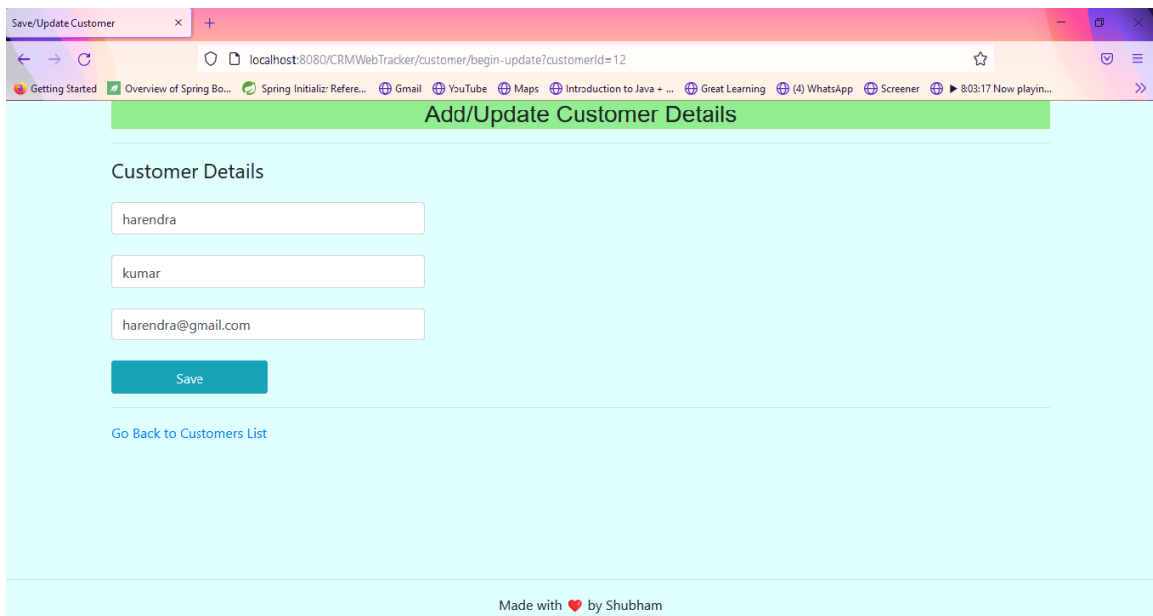 Save/Update Customer
localhost:8080/CRMWebTracker/customer/begin-update?customerId=12
Getting Started Overview of Spring Bo... Spring Initializr Refere... Gmail YouTube Maps Introduction to Java + ... Great Learning (4) WhatsApp Screener ▶ 8:03:17 Now playin...
Add/Update Customer Details
Customer Details
harendra
kumar
harendra@gmail.com
Save
Go Back to Customers List
Made with ❤️ by Shubham